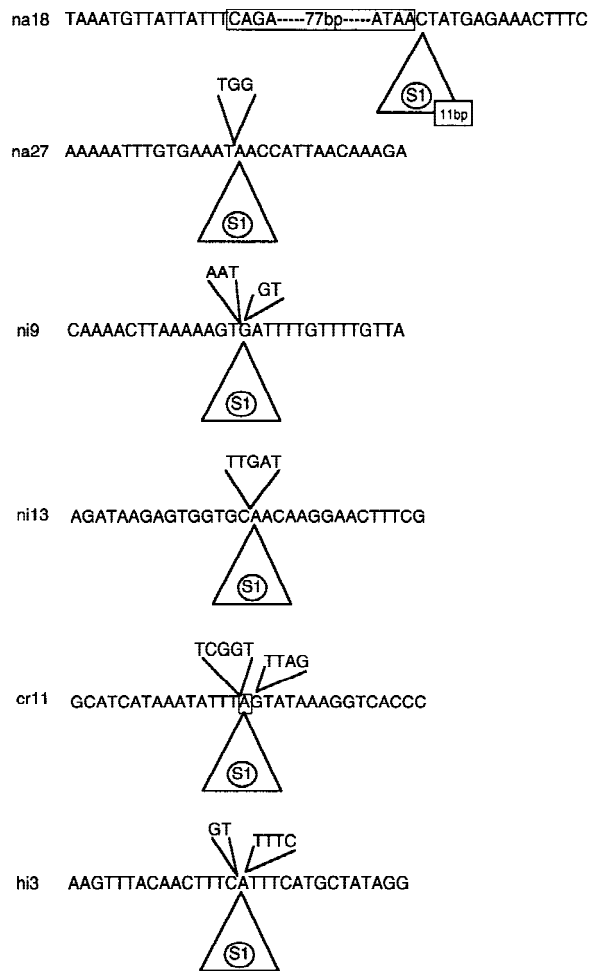 na18 TAAATGTTATTATTTCAGA-----77bp-----ATAACTATGAGAAACTTTC
S1
11bp
TGG
na27 AAAAATTTGTGAAATAACCATTAACAAAGA
S1
AAT GT
ni9 CAAAACTTAAAAAGTGATTTTGTTTTGTTA
S1
TTGAT
ni13 AGATAAGAGTGGTGCAACAAGGAACTTTCG
S1
TCGGT TTAG
cr11 GCATCATAAATATTTAGTATAAAGGTCACCC
S1
GT TTTC
hi3 AAGTTTACAACTTTCATTTCATGCTATAGG
S1